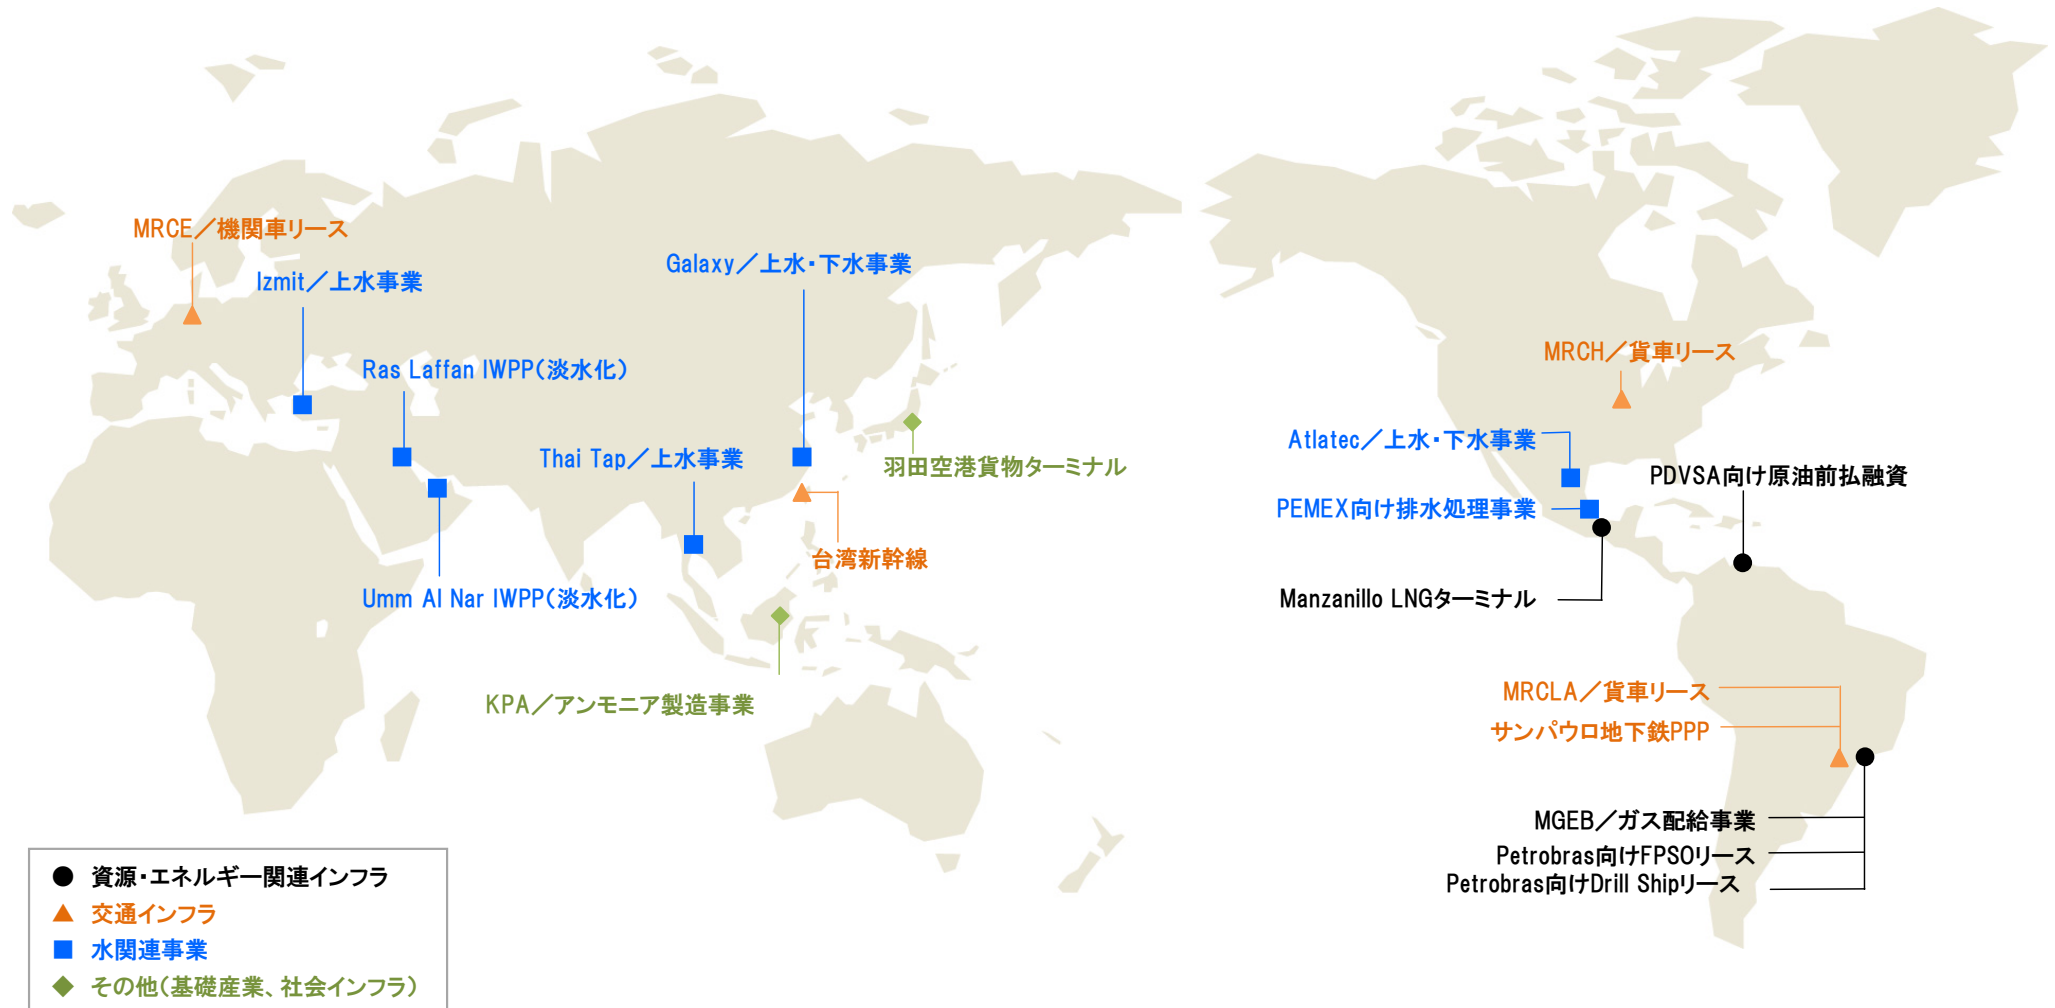 MRCE／機関車リース
Izmit／上水事業
Galaxy／上水・下水事業
Ras Laffan IWPP（淡水化）
Thai Tap／上水事業
羽田空港貨物ターミナル
台湾新幹線
Umm Al Nar IWPP（淡水化）
KPA／アンモニア製造事業
MRCH／貨車リース
Atlatec／上水・下水事業
PDVSA向け原油前払融資
PEMEX向け排水処理事業
Manzanillo LNGターミナル
MRCLA／貨車リース
サンパウロ地下鉄PPP
MGEB／ガス配給事業
Petrobras向けFPSOリース
Petrobras向けDrill Shipリース
資源・エネルギー関連インフラ
交通インフラ
水関連事業
その他（基礎産業、社会インフラ）